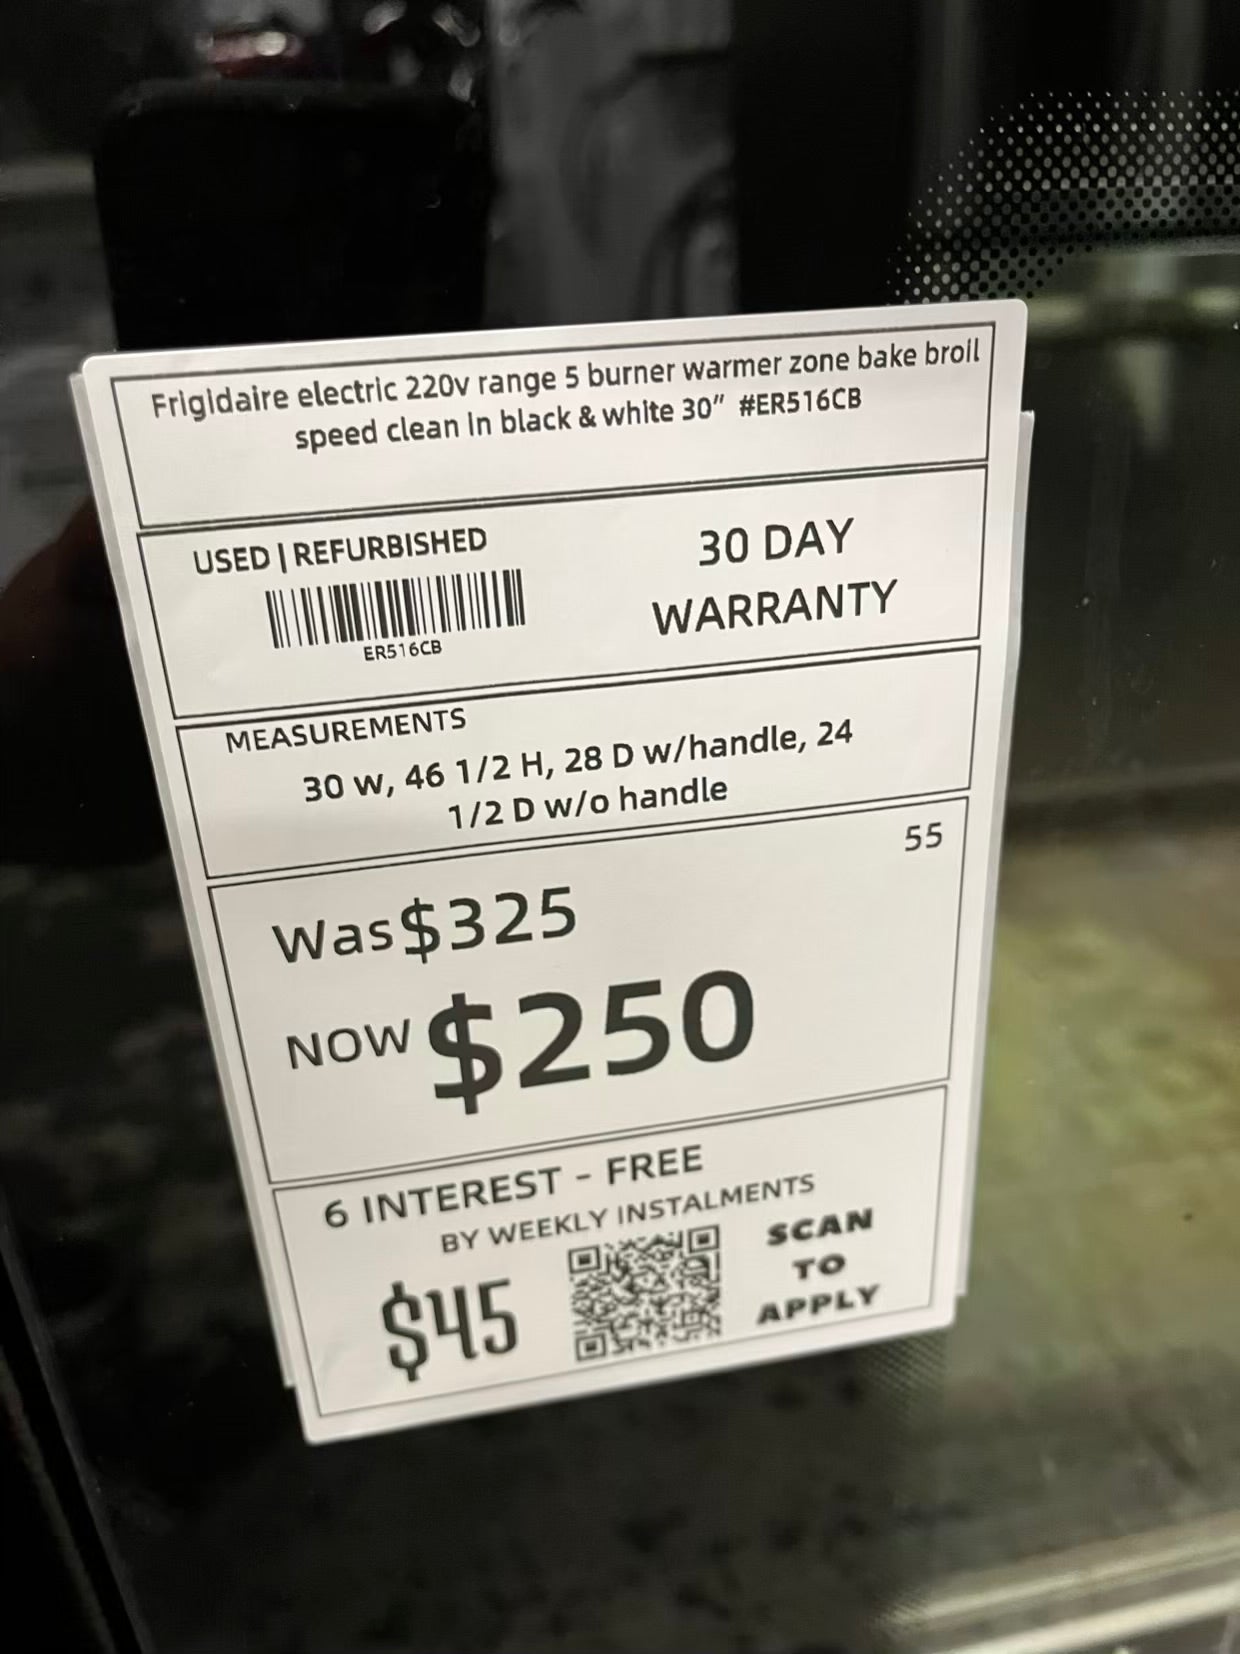 Frigidaire electric 220v range 5 burner warmer zone bake broil
speed clean in black & white 30" #ER516CB
USED | REFURBISHED
ER516CB
30 DAY
WARRANTY
MEASUREMENTS
30 w, 46 1/2 H, 28 D w/handle, 24
1/2 D w/o handle
55
Was $325
NOW $250
6 INTEREST - FREE
BY WEEKLY INSTALMENTS
$45
SCAN
TO
APPLY